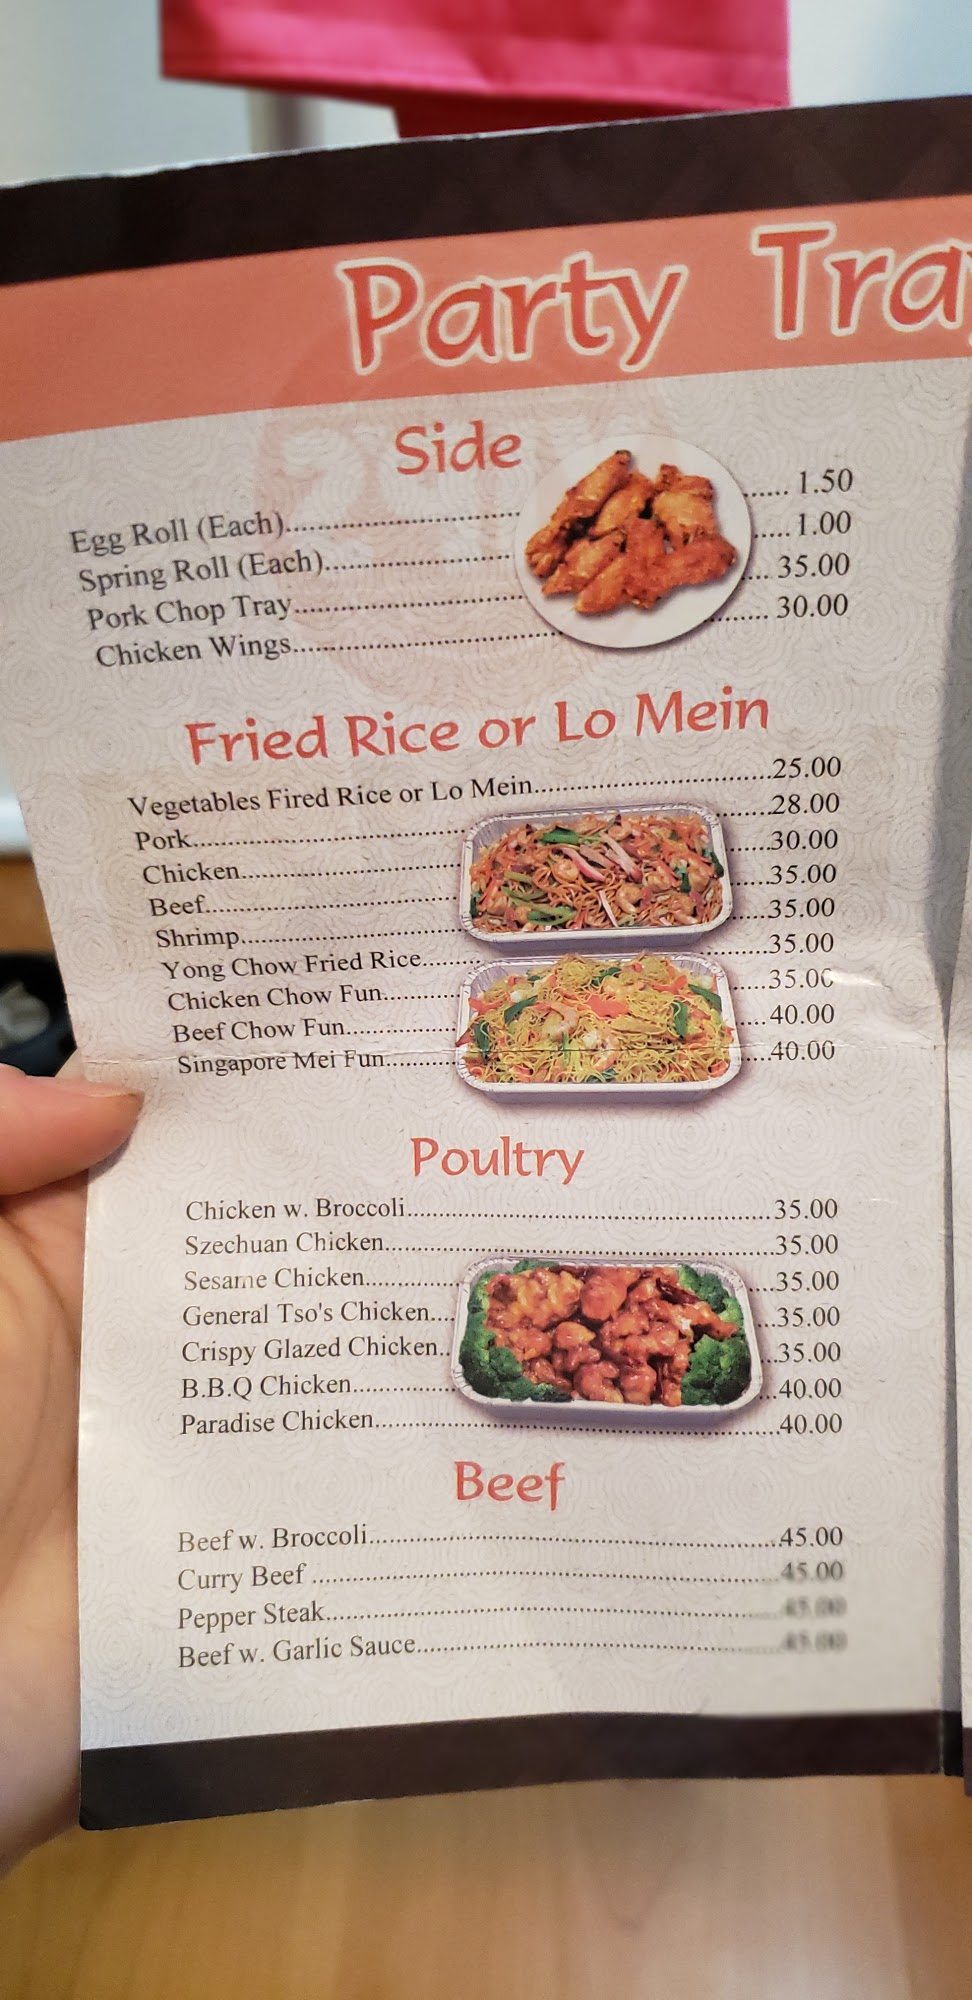 Party Tra
Side
Egg Roll (Each)........................... 1.50
Spring Roll (Each)........................... 1.00
Pork Chop Tray........................... 35.00
Chicken Wings........................... 30.00
Fried Rice or Lo Mein
Vegetables Fired Rice or Lo Mein...........................25.00
Pork...........................28.00
Chicken...........................30.00
Beef...........................35.00
Shrimp...........................35.00
Yong Chow Fried Rice...........................35.00
Chicken Chow Fun...........................35.00
Beef Chow Fun...........................40.00
Singapore Mei Fun...........................40.00
Poultry
Chicken w. Broccoli...........................35.00
Szechuan Chicken...........................35.00
Sesame Chicken...........................35.00
General Tso's Chicken...........................35.00
Crispy Glazed Chicken...........................35.00
B.B.Q Chicken...........................40.00
Paradise Chicken...........................40.00
Beef
Beef w. Broccoli...........................45.00
Curry Beef ...........................45.00
Pepper Steak...........................45.00
Beef w. Garlic Sauce...........................45.00